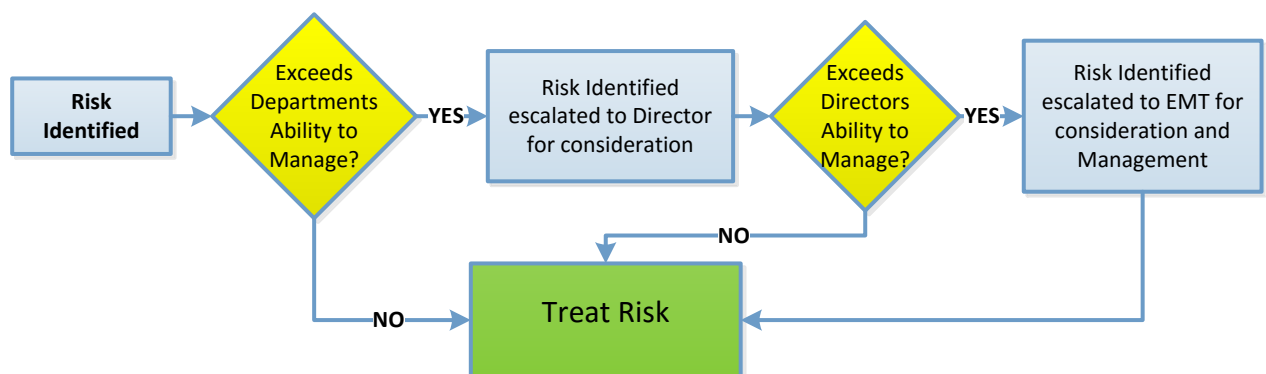 Risk
Identified
Exceeds
Departments
Ability to
Manage?
YES
Risk Identified
escalated to Director
for consideration
Exceeds
Directors
Ability to
Manage?
YES
Risk Identified
escalated to EMT for
consideration and
Management
NO
NO
Treat Risk